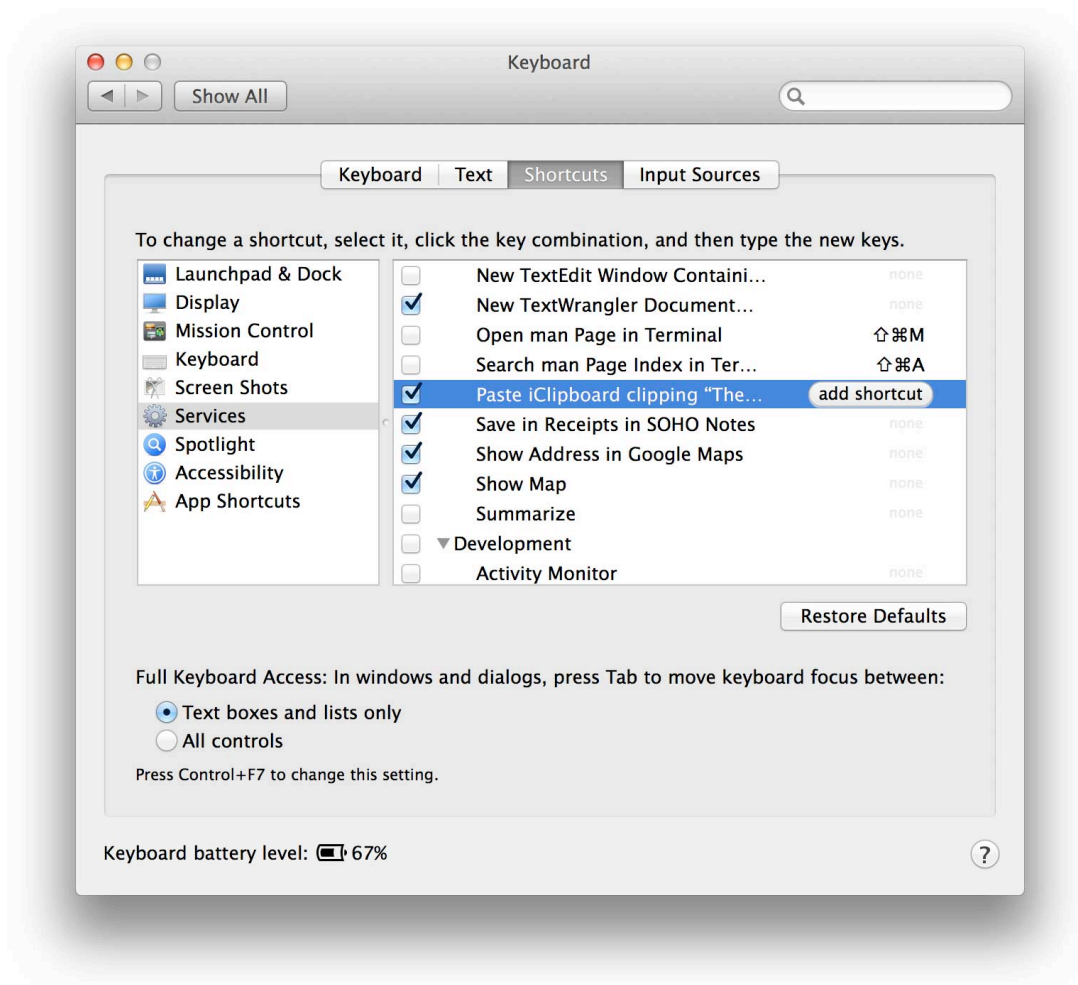 Keyboard
Show All
Keyboard Text Shortcuts Input Sources
To change a shortcut, select it, click the key combination, and then type the new keys.
Launchpad & Dock
Display
Mission Control
Keyboard
Screen Shots
Services
Spotlight
Accessibility
App Shortcuts
New TextEdit Window Containi… none
New TextWrangler Document… none
Open man Page in Terminal ⇧⌘M
Search man Page Index in Ter… ⇧⌘A
Paste iClipboard clipping “The… add shortcut
Save in Receipts in SOHO Notes none
Show Address in Google Maps none
Show Map none
Summarize none
Development
Activity Monitor none
Restore Defaults
Full Keyboard Access: In windows and dialogs, press Tab to move keyboard focus between:
Text boxes and lists only
All controls
Press Control+F7 to change this setting.
Keyboard battery level: 67%
?